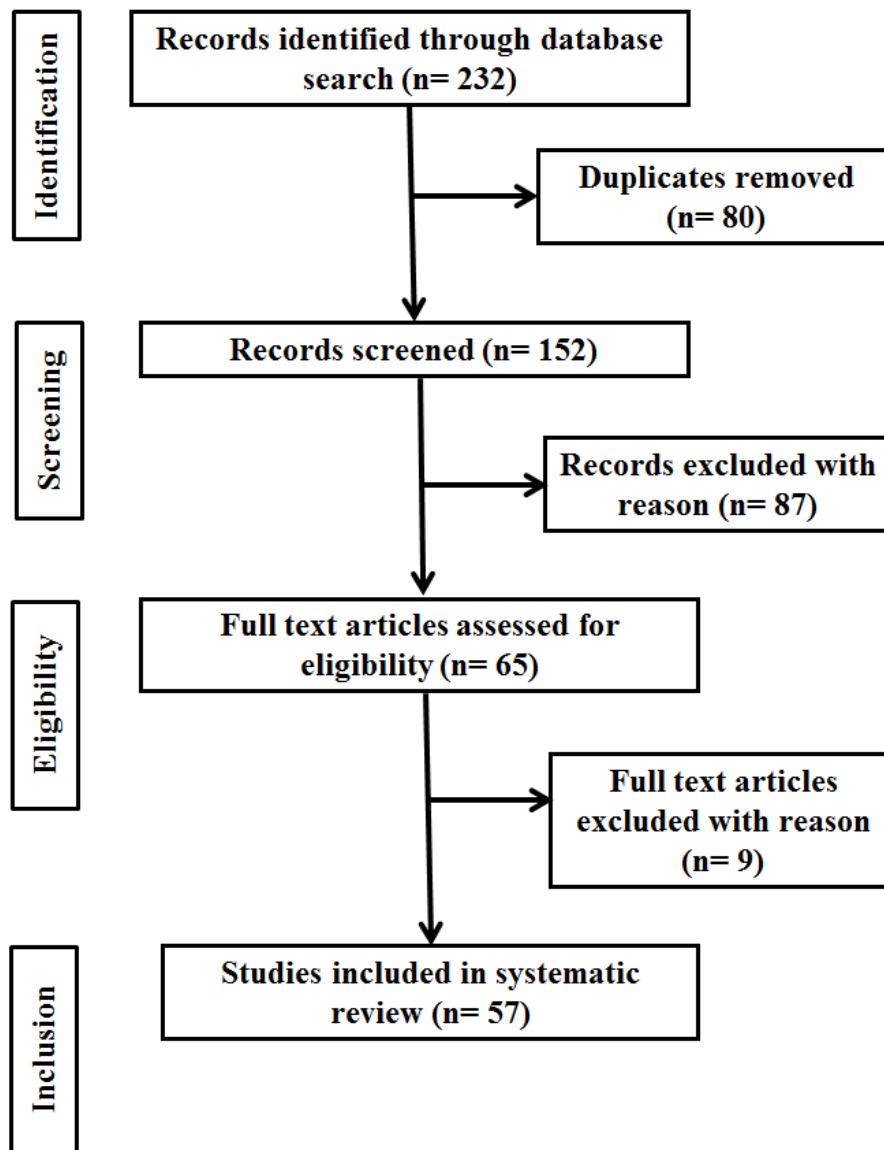 Identification
Records identified through database
search (n= 232)
Duplicates removed
(n= 80)
Screening
Records screened (n= 152)
Records excluded with
reason (n= 87)
Eligibility
Full text articles assessed for
eligibility (n= 65)
Full text articles
excluded with reason
(n= 9)
Inclusion
Studies included in systematic
review (n= 57)